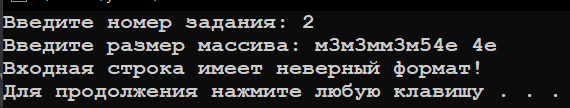 Введите номер задания: 2
Введите размер массива: м3м3мм3м54е 4е
Входная строка имеет неверный формат!
Для продолжения нажмите любую клавишу . . .